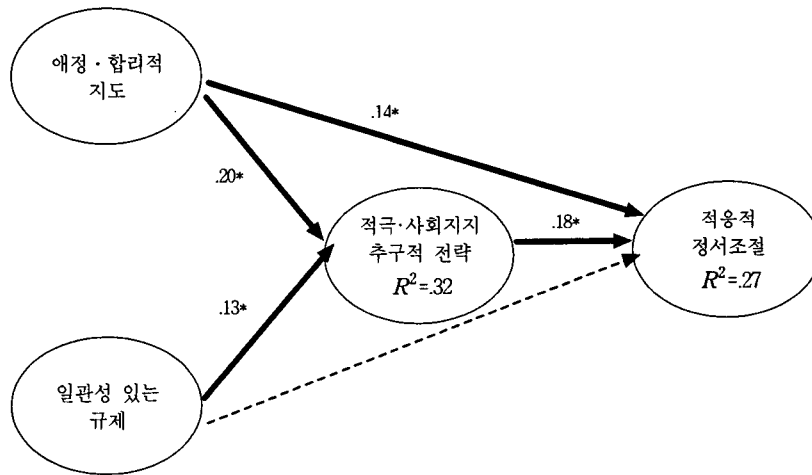 애정·합리적
지도
.14*
.20*
적극·사회지지
추구적 전략
R²=.32
.18*
적응적
정서조절
R²=.27
.13*
일관성 있는
규제